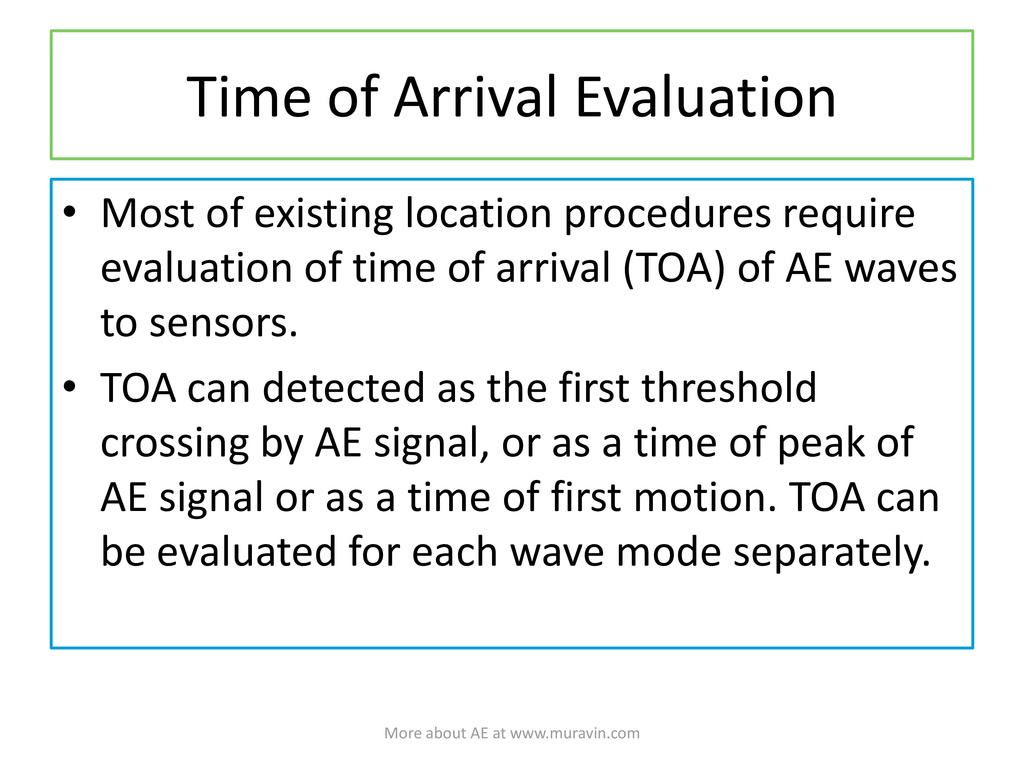 Time of Arrival Evaluation
• Most of existing location procedures require
evaluation of time of arrival (TOA) of AE waves
to sensors.
• TOA can detected as the first threshold
crossing by AE signal, or as a time of peak of
AE signal or as a time of first motion. TOA can
be evaluated for each wave mode separately.
More about AE at www.muravin.com